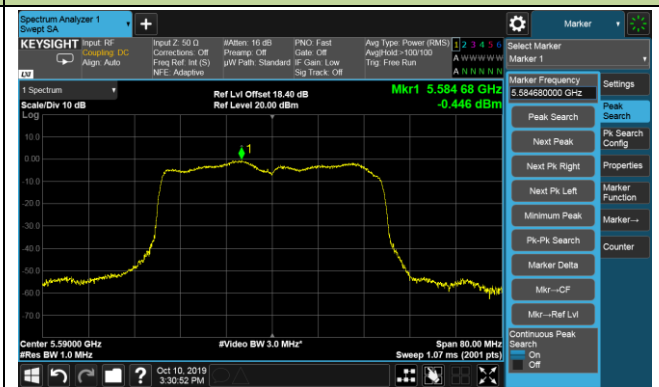 Spectrum Analyzer 1
Swept SA
+
Marker
KEYSIGHT
Input: RF
Coupling: DC
Align: Auto
Input Z: 50 Ω
Corrections: Off
Freq Ref: Int (S)
NFE: Adaptive
#Atten: 16 dB
Preamp: Off
µW Path: Standard
PNO: Fast
Gate: Off
IF Gain: Low
Sig Track: Off
Avg Type: Power (RMS)
Avg|Hold:>100/100
Trig: Free Run
1 2 3 4 5 6
A W W W W W
A N N N N N
LXI
Select Marker
Marker 1
1 Spectrum
Scale/Div 10 dB
Log
Ref Lvl Offset 18.40 dB
Ref Level 20.00 dBm
Mkr1 5.584 68 GHz
-0.446 dBm
10.0
0.00
-10.0
-20.0
-30.0
-40.0
-50.0
-60.0
-70.0
1
Marker Frequency
5.584680000 GHz
Peak Search
Next Peak
Next Pk Right
Next Pk Left
Minimum Peak
Pk-Pk Search
Marker Delta
Mkr→CF
Mkr→Ref Lvl
Continuous Peak
Search
On
Off
Settings
Peak
Search
Pk Search
Config
Properties
Marker
Function
Marker→
Counter
Center 5.59000 GHz
#Res BW 1.0 MHz
#Video BW 3.0 MHz*
Span 80.00 MHz
Sweep 1.07 ms (2001 pts)
?
Oct 10, 2019
3:30:52 PM